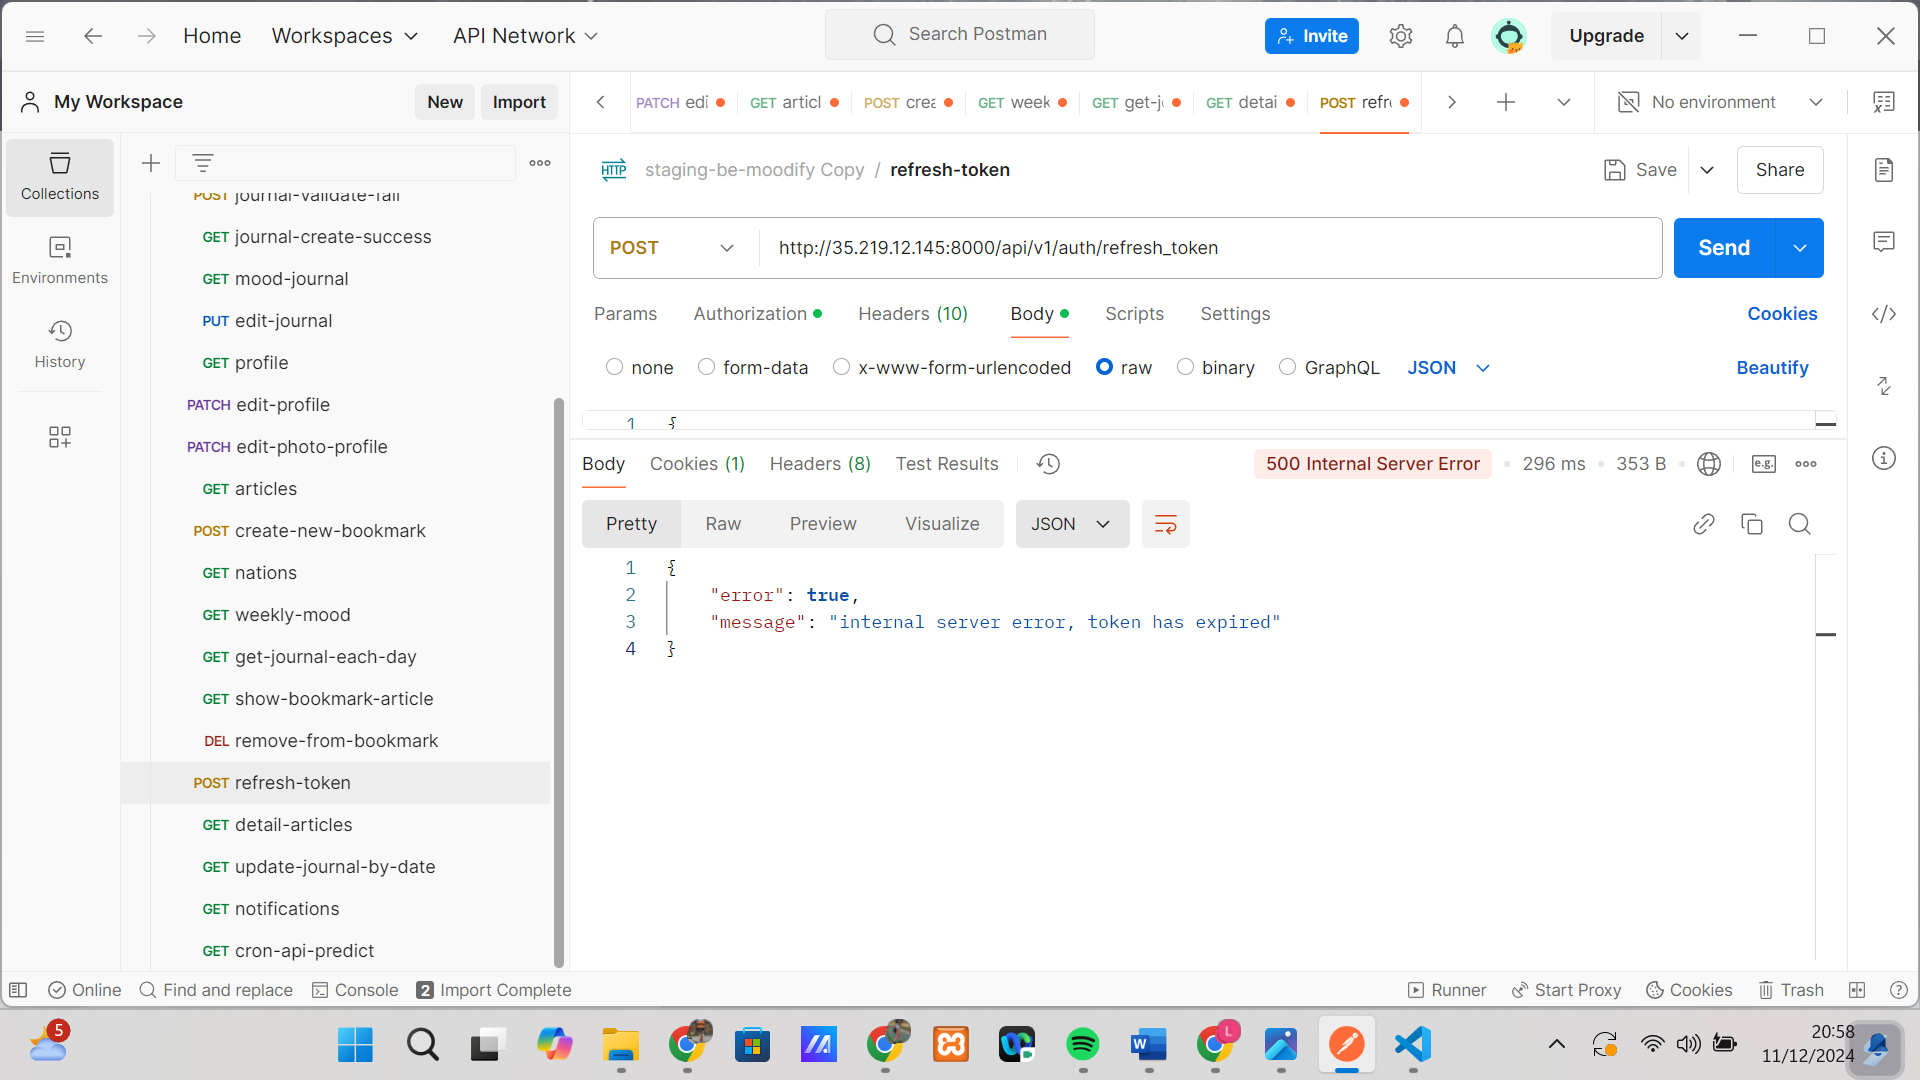 Home Workspaces API Network Search Postman Invite Upgrade
My Workspace New Import
PATCH edi GET articl POST crea GET week GET get-j GET detai POST refr No environment
Collections
Environments
History
POST journal-validate-fail
GET journal-create-success
GET mood-journal
PUT edit-journal
GET profile
PATCH edit-profile
PATCH edit-photo-profile
GET articles
POST create-new-bookmark
GET nations
GET weekly-mood
GET get-journal-each-day
GET show-bookmark-article
DEL remove-from-bookmark
POST refresh-token
GET detail-articles
GET update-journal-by-date
GET notifications
GET cron-api-predict
HTTP staging-be-moodify Copy / refresh-token Save Share
POST http://35.219.12.145:8000/api/v1/auth/refresh_token Send
Params Authorization Headers (10) Body Scripts Settings Cookies
none form-data x-www-form-urlencoded raw binary GraphQL JSON Beautify
1 {
Body Cookies (1) Headers (8) Test Results 500 Internal Server Error 296 ms 353 B e.g.
Pretty Raw Preview Visualize JSON
1 {
2 "error": true,
3 "message": "internal server error, token has expired"
4 }
Online Find and replace Console 2 Import Complete Runner Start Proxy Cookies Trash
5
L
20:58
11/12/2024